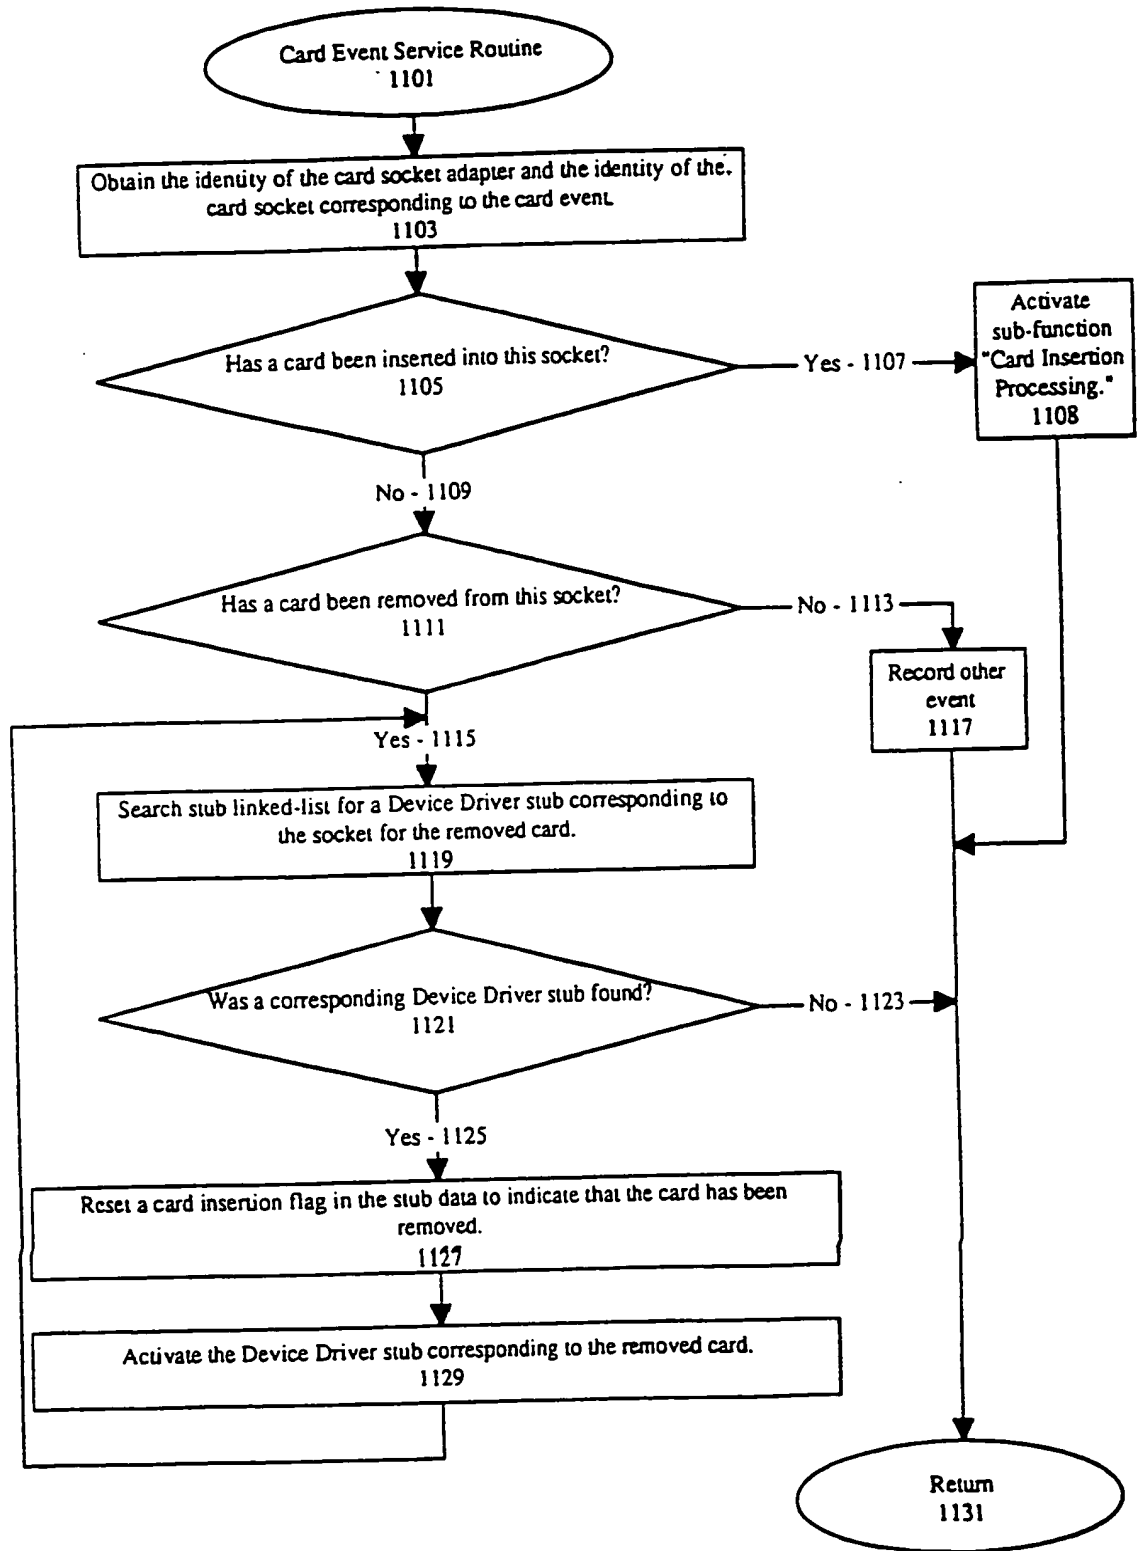 Card Event Service Routine
1101
Obtain the identity of the card socket adapter and the identity of the.
card socket corresponding to the card event.
1103
Has a card been inserted into this socket?
1105
Yes - 1107
Activate
sub-function
"Card Insertion
Processing."
1108
No - 1109
Has a card been removed from this socket?
1111
No - 1113
Record other
event
1117
Yes - 1115
Search stub linked-list for a Device Driver stub corresponding to
the socket for the removed card.
1119
Was a corresponding Device Driver stub found?
1121
No - 1123
Yes - 1125
Reset a card insertion flag in the stub data to indicate that the card has been
removed.
1127
Activate the Device Driver stub corresponding to the removed card.
1129
Return
1131